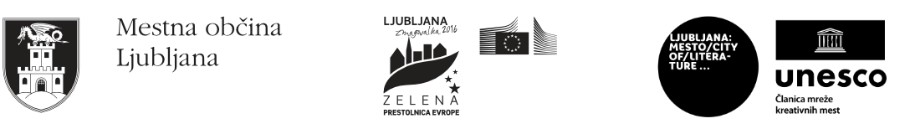 Mestna občina
Ljubljana
LJUBLJANA
Zmagovalka 2016
ZELENA
PRESTOLNICA EVROPE
LJUBLJANA:
MESTO/CITY
OF/LITERA-
TURE ...
unesco
Članica mreže
kreativnih mest